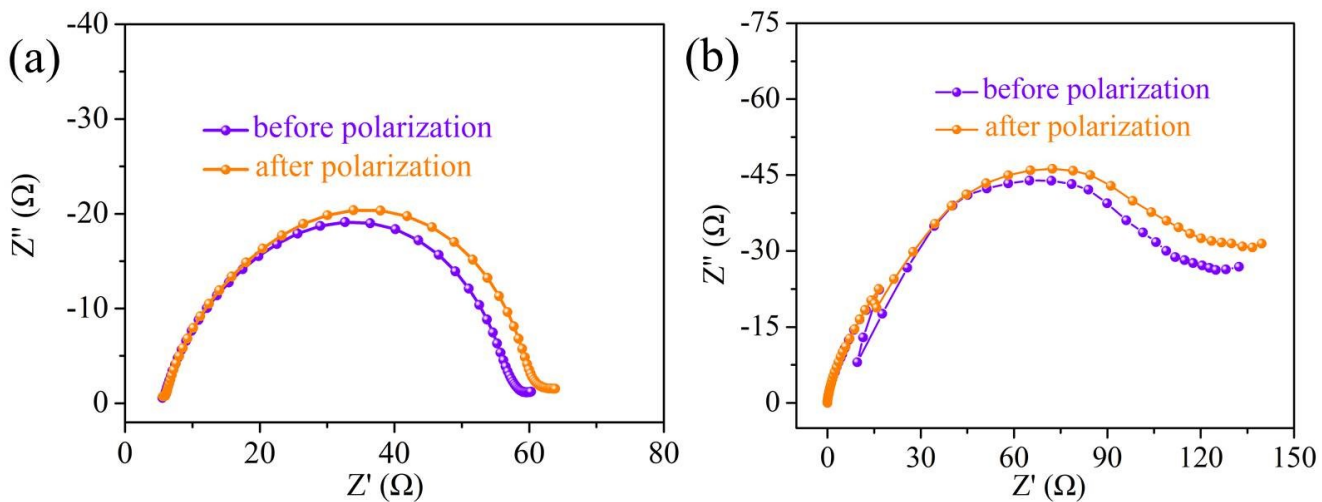 (a)
-40
-30
-20
-10
0
Z'' (Ω)
before polarization
after polarization
0 20 40 60 80
Z' (Ω)
(b)
-75
-60
-45
-30
-15
0
Z'' (Ω)
before polarization
after polarization
0 30 60 90 120 150
Z' (Ω)